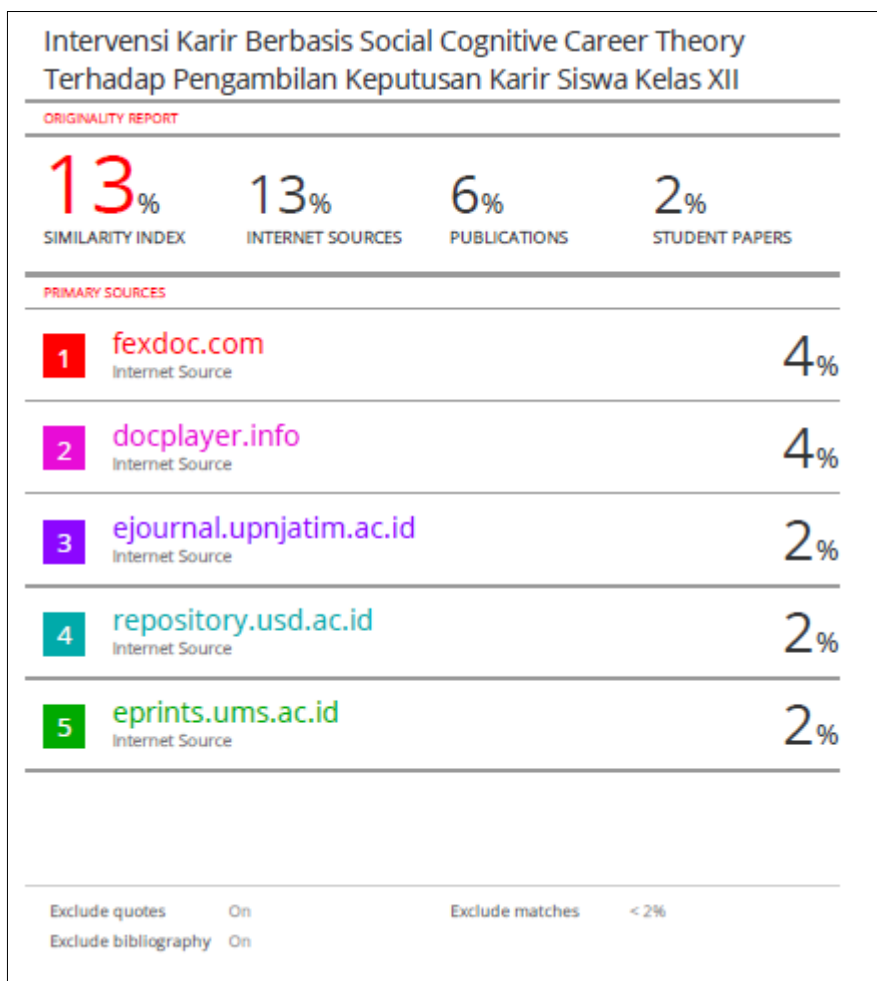 Intervensi Karir Berbasis Social Cognitive Career Theory
Terhadap Pengambilan Keputusan Karir Siswa Kelas XII
ORIGINALITY REPORT
13% 13% 6% 2%
SIMILARITY INDEX INTERNET SOURCES PUBLICATIONS STUDENT PAPERS
PRIMARY SOURCES
1 fexdoc.com 4%
Internet Source
2 docplayer.info 4%
Internet Source
3 ejournal.upnjatim.ac.id 2%
Internet Source
4 repository.usd.ac.id 2%
Internet Source
5 eprints.ums.ac.id 2%
Internet Source
Exclude quotes On Exclude matches < 2%
Exclude bibliography On